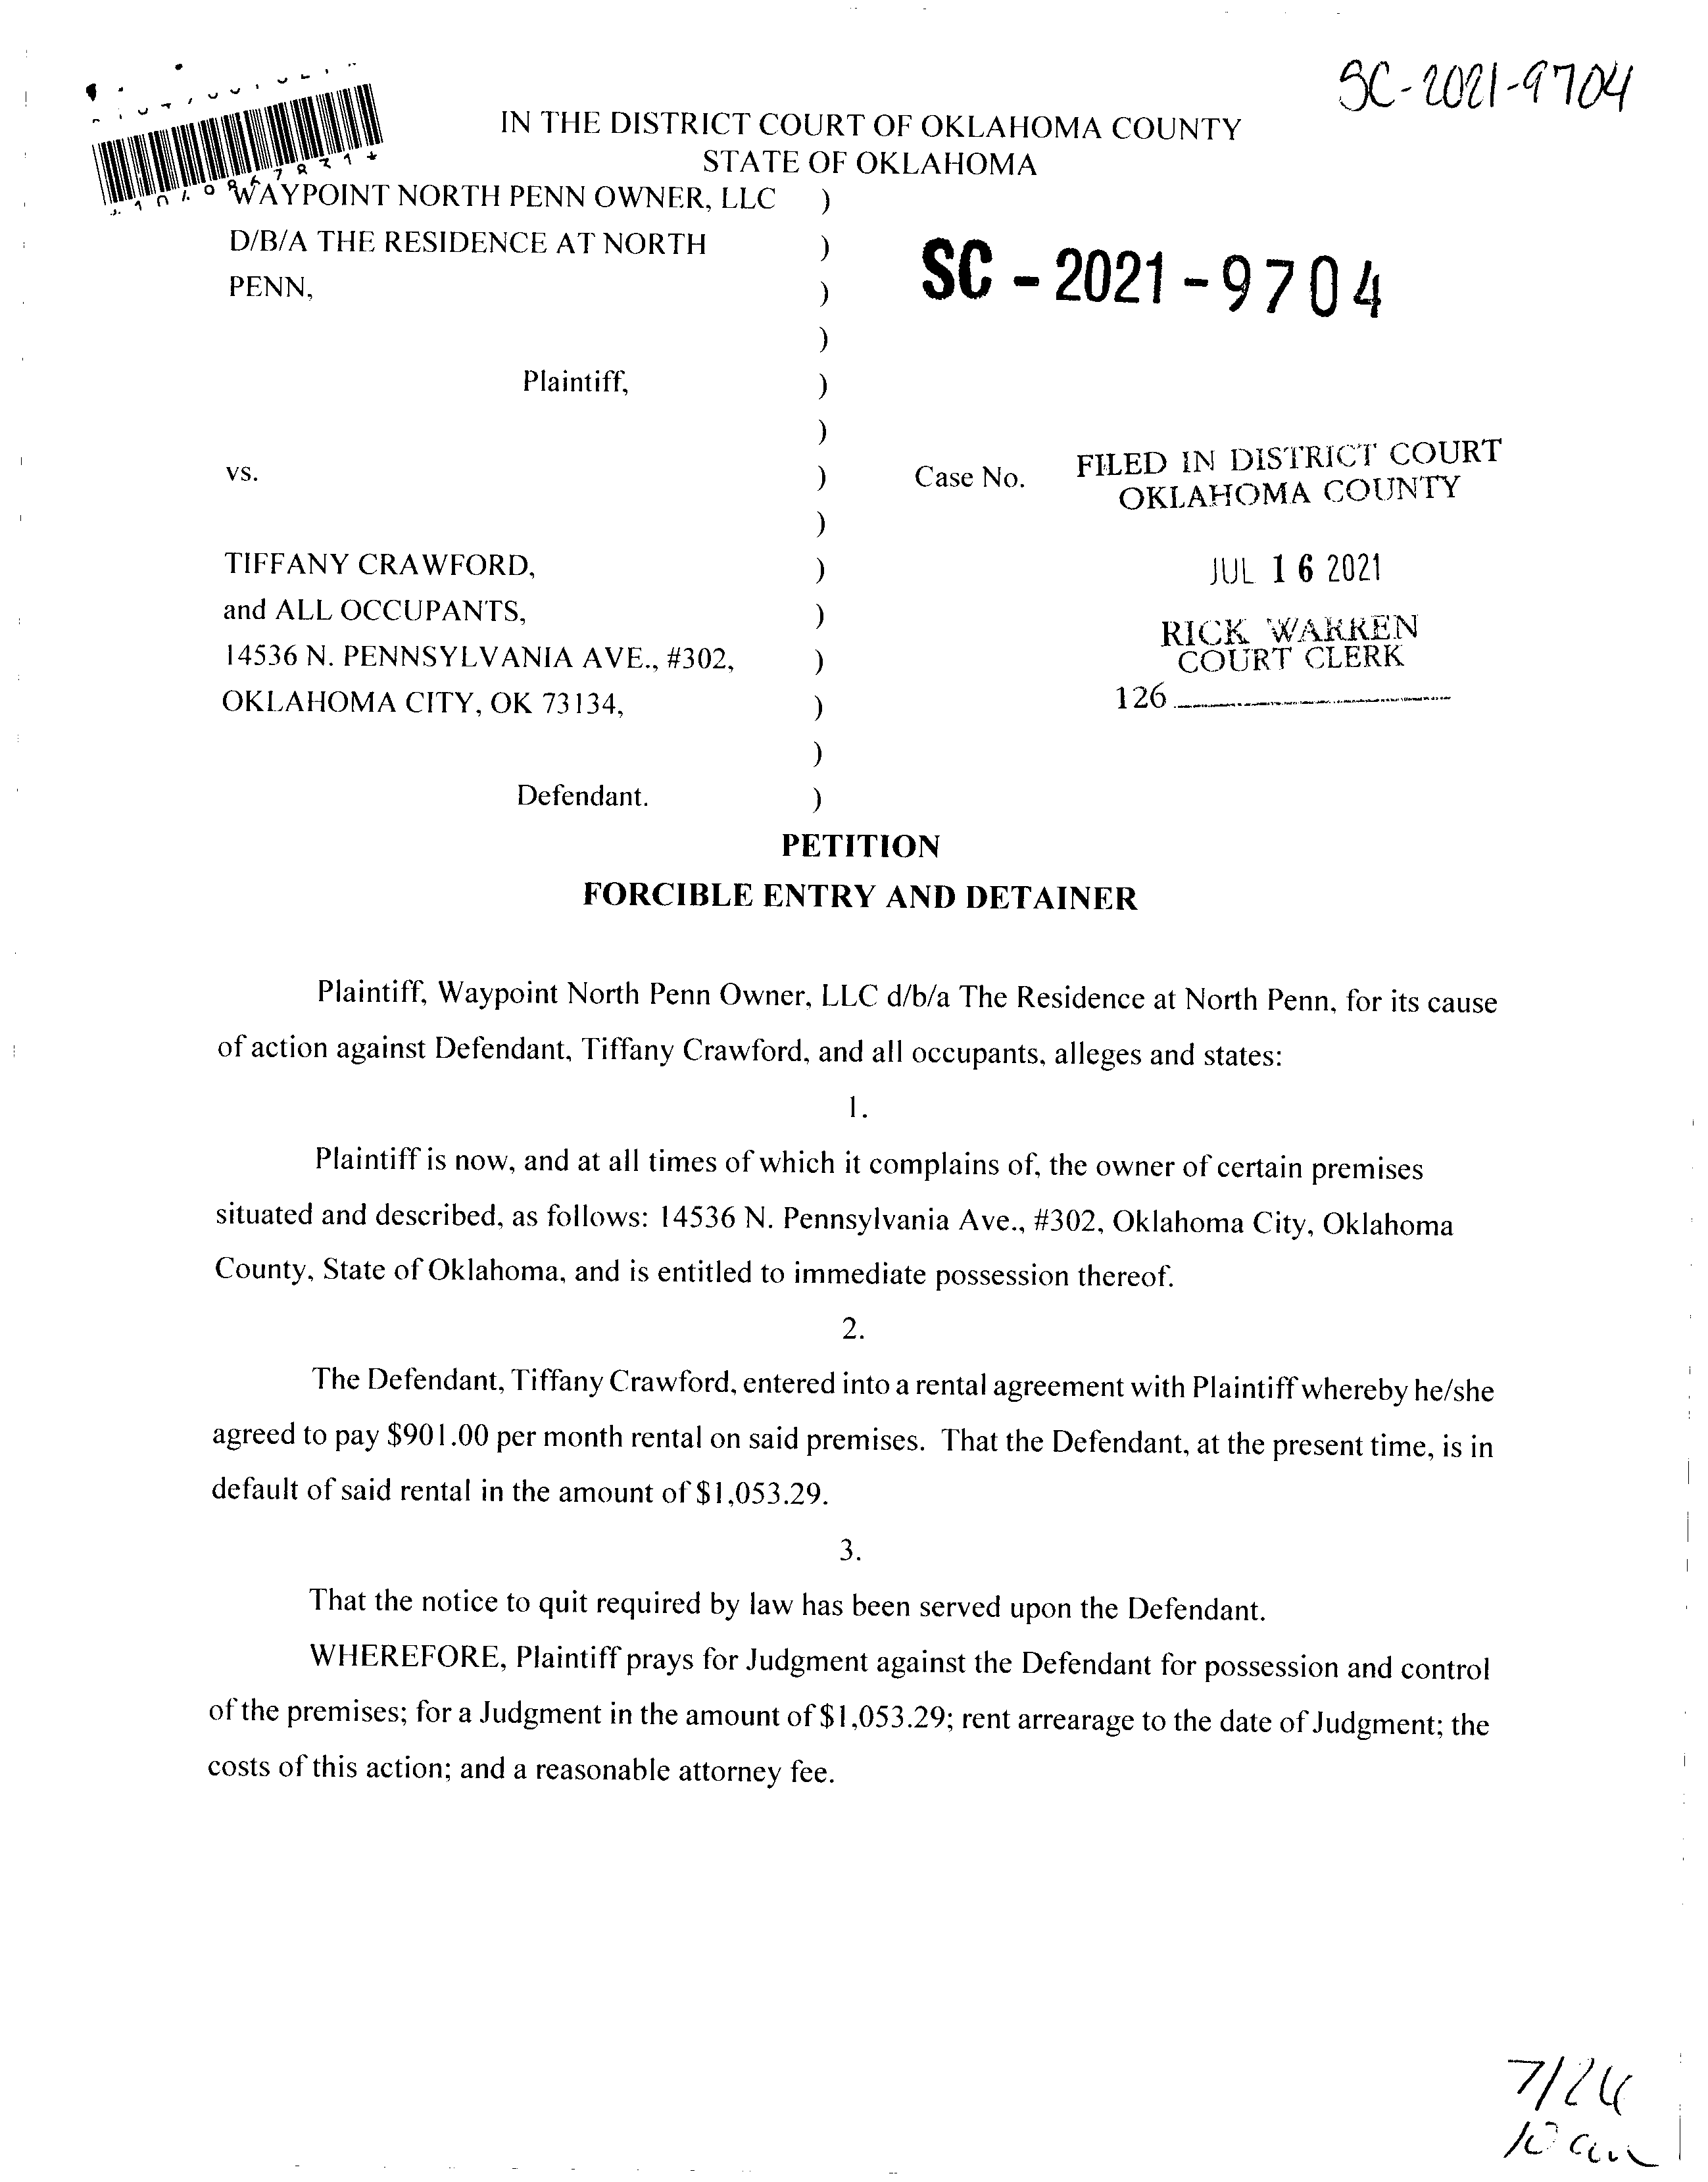 SC-2021-9704
IN THE DISTRICT COURT OF OKLAHOMA COUNTY
STATE OF OKLAHOMA
WAYPOINT NORTH PENN OWNER, LLC )
D/B/A THE RESIDENCE AT NORTH )
PENN, )
SC - 2021 - 9704
)
Plaintiff, )
)
vs. ) Case No.
FILED IN DISTRICT COURT
OKLAHOMA COUNTY
)
TIFFANY CRAWFORD, )
JUL 16 2021
and ALL OCCUPANTS, )
RICK WARREN
COURT CLERK
14536 N. PENNSYLVANIA AVE., #302, )
OKLAHOMA CITY, OK 73134, )
126
)
Defendant. )
PETITION
FORCIBLE ENTRY AND DETAINER
Plaintiff, Waypoint North Penn Owner, LLC d/b/a The Residence at North Penn, for its cause
of action against Defendant, Tiffany Crawford, and all occupants, alleges and states:
1.
Plaintiff is now, and at all times of which it complains of, the owner of certain premises
situated and described, as follows: 14536 N. Pennsylvania Ave., #302, Oklahoma City, Oklahoma
County, State of Oklahoma, and is entitled to immediate possession thereof.
2.
The Defendant, Tiffany Crawford, entered into a rental agreement with Plaintiff whereby he/she
agreed to pay $901.00 per month rental on said premises. That the Defendant, at the present time, is in
default of said rental in the amount of $1,053.29.
3.
That the notice to quit required by law has been served upon the Defendant.
WHEREFORE, Plaintiff prays for Judgment against the Defendant for possession and control
of the premises; for a Judgment in the amount of $1,053.29; rent arrearage to the date of Judgment; the
costs of this action; and a reasonable attorney fee.
10 am